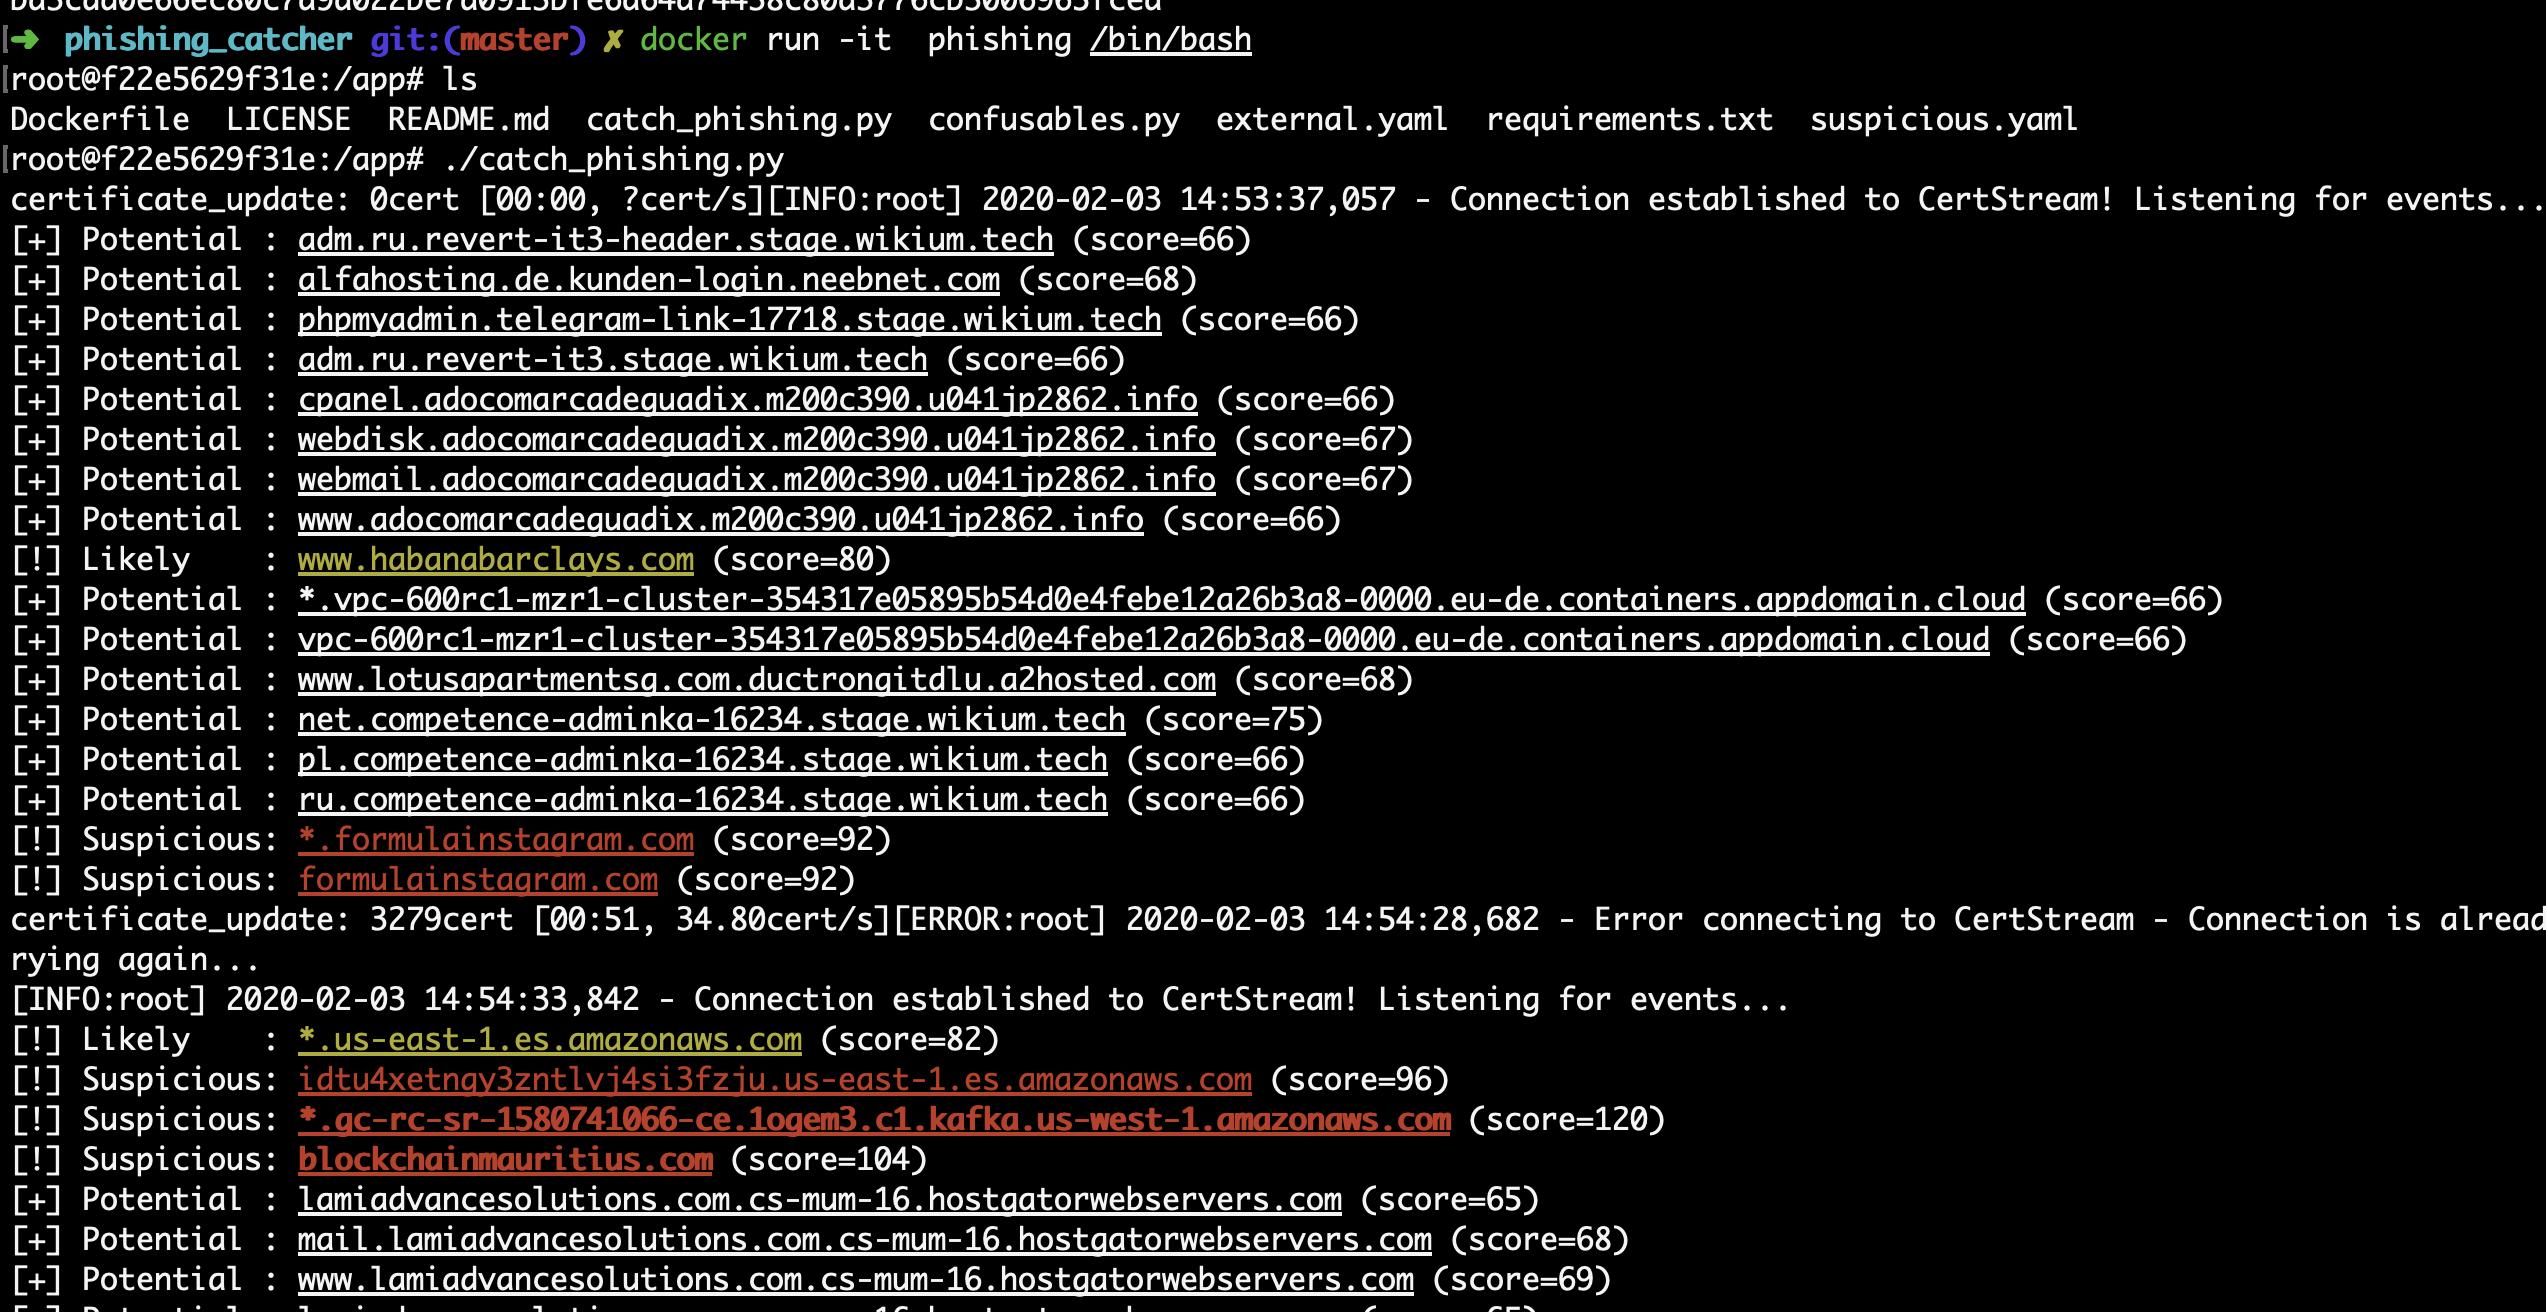 ➜ phishing_catcher git:(master) ✗ docker run -it  phishing /bin/bash
root@f22e5629f31e:/app# ls
Dockerfile  LICENSE  README.md  catch_phishing.py  confusables.py  external.yaml  requirements.txt  suspicious.yaml
root@f22e5629f31e:/app# ./catch_phishing.py
certificate_update: 0cert [00:00, ?cert/s][INFO:root] 2020-02-03 14:53:37,057 - Connection established to CertStream! Listening for events...
[+] Potential : adm.ru.revert-it3-header.stage.wikium.tech (score=66)
[+] Potential : alfahosting.de.kunden-login.neebnet.com (score=68)
[+] Potential : phpmyadmin.telegram-link-17718.stage.wikium.tech (score=66)
[+] Potential : adm.ru.revert-it3.stage.wikium.tech (score=66)
[+] Potential : cpanel.adocomarcadeguadix.m200c390.u041jp2862.info (score=66)
[+] Potential : webdisk.adocomarcadeguadix.m200c390.u041jp2862.info (score=67)
[+] Potential : webmail.adocomarcadeguadix.m200c390.u041jp2862.info (score=67)
[+] Potential : www.adocomarcadeguadix.m200c390.u041jp2862.info (score=66)
[!] Likely    : www.habanabarclays.com (score=80)
[+] Potential : *.vpc-600rc1-mzr1-cluster-354317e05895b54d0e4febe12a26b3a8-0000.eu-de.containers.appdomain.cloud (score=66)
[+] Potential : vpc-600rc1-mzr1-cluster-354317e05895b54d0e4febe12a26b3a8-0000.eu-de.containers.appdomain.cloud (score=66)
[+] Potential : www.lotusapartmentsg.com.ductrongitdlu.a2hosted.com (score=68)
[+] Potential : net.competence-adminka-16234.stage.wikium.tech (score=75)
[+] Potential : pl.competence-adminka-16234.stage.wikium.tech (score=66)
[+] Potential : ru.competence-adminka-16234.stage.wikium.tech (score=66)
[!] Suspicious: *.formulainstagram.com (score=92)
[!] Suspicious: formulainstagram.com (score=92)
certificate_update: 3279cert [00:51, 34.80cert/s][ERROR:root] 2020-02-03 14:54:28,682 - Error connecting to CertStream - Connection is alread
rying again...
[INFO:root] 2020-02-03 14:54:33,842 - Connection established to CertStream! Listening for events...
[!] Likely    : *.us-east-1.es.amazonaws.com (score=82)
[!] Suspicious: idtu4xetngy3zntlvj4si3fzju.us-east-1.es.amazonaws.com (score=96)
[!] Suspicious: *.gc-rc-sr-1580741066-ce.1ogem3.c1.kafka.us-west-1.amazonaws.com (score=120)
[!] Suspicious: blockchainmauritius.com (score=104)
[+] Potential : lamiadvancesolutions.com.cs-mum-16.hostgatorwebservers.com (score=65)
[+] Potential : mail.lamiadvancesolutions.com.cs-mum-16.hostgatorwebservers.com (score=68)
[+] Potential : www.lamiadvancesolutions.com.cs-mum-16.hostgatorwebservers.com (score=69)